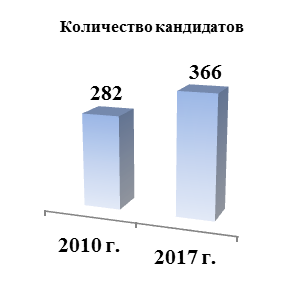 Количество кандидатов
366
282
2010 г.
2017 г.